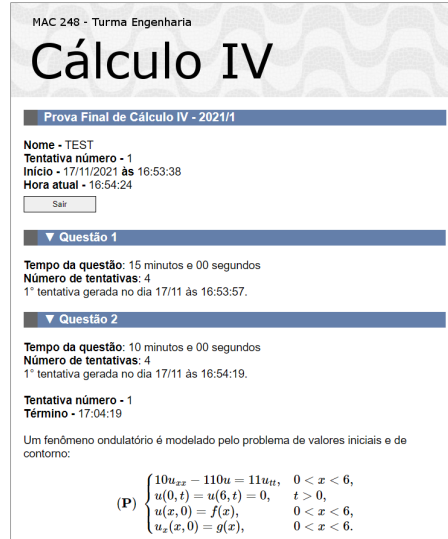 MAC 248 - Turma Engenharia
Cálculo IV
Prova Final de Cálculo IV - 2021/1
Nome - TEST
Tentativa número - 1
Início - 17/11/2021 às 16:53:38
Hora atual - 16:54:24
Sair
▼ Questão 1
Tempo da questão: 15 minutos e 00 segundos
Número de tentativas: 4
1° tentativa gerada no dia 17/11 às 16:53:57.
▼ Questão 2
Tempo da questão: 10 minutos e 00 segundos
Número de tentativas: 4
1° tentativa gerada no dia 17/11 às 16:54:19.
Tentativa número - 1
Término - 17:04:19
Um fenômeno ondulatório é modelado pelo problema de valores iniciais e de
contorno:
(P) { 10u_{xx} − 110u = 11u_{tt}, 0 < x < 6,
u(0, t) = u(6, t) = 0, t > 0,
u(x, 0) = f(x), 0 < x < 6,
u_x(x, 0) = g(x), 0 < x < 6.